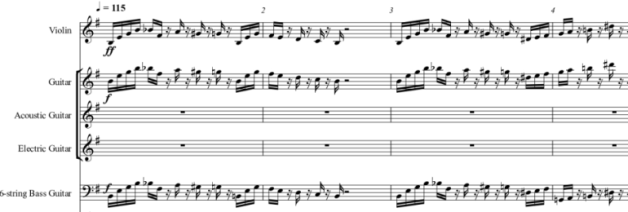 ♩ = 115
2
3
4
Violin
ff
Guitar
f
Acoustic Guitar
Electric Guitar
6-string Bass Guitar
f